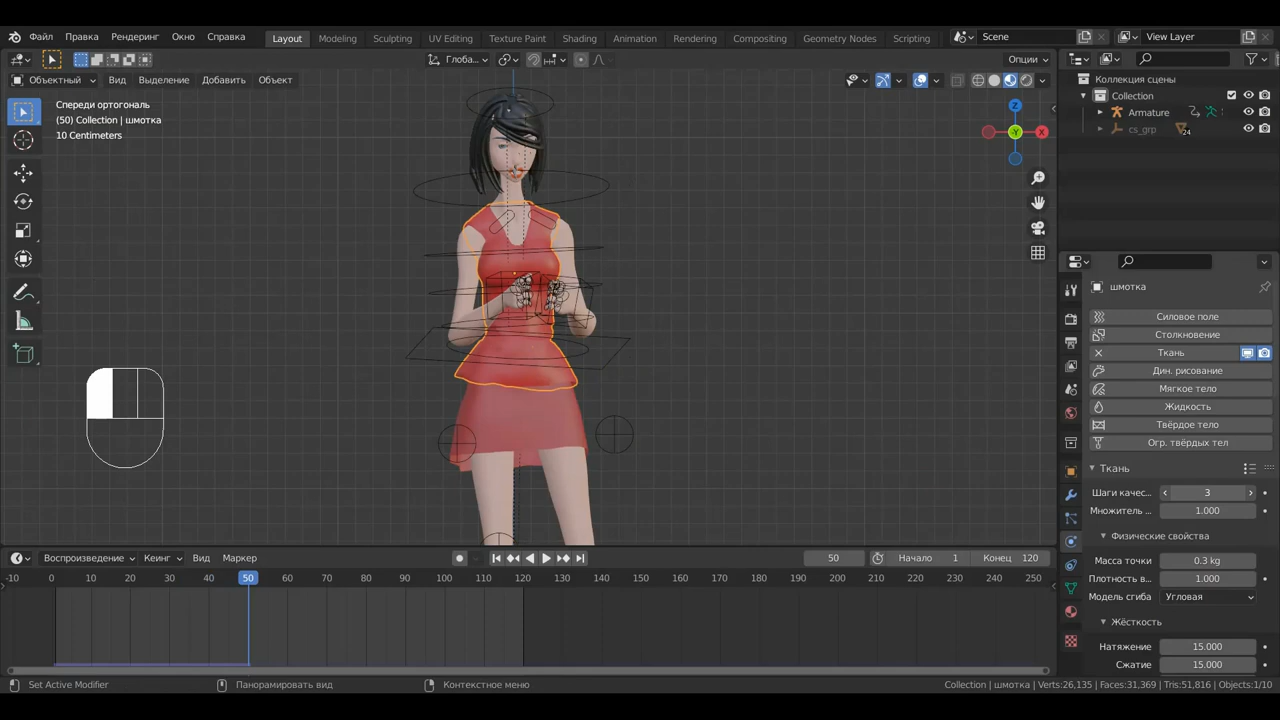 Файл Правка Рендеринг Окно Справка Layout Modeling Sculpting UV Editing Texture Paint Shading Animation Rendering Compositing Geometry Nodes Scripting Scene View Layer
Глоба... Опции
Объектный Вид Выделение Добавить Объект
Спереди ортогональ
(50) Collection | шмотка
10 Centimeters
Z
X
-Y
Коллекция сцены
Collection
Armature
cs_grp 24
шмотка
Силовое поле
Столкновение
Ткань
Дин. рисование
Мягкое тело
Жидкость
Твёрдое тело
Огр. твёрдых тел
Ткань
Шаги качес... 3
Множитель ... 1.000
Физические свойства
Масса точки 0.3 kg
Плотность в... 1.000
Модель сгиба Угловая
Жёсткость
Натяжение 15.000
Сжатие 15.000
Воспроизведение Кеинг Вид Маркер 50 Начало 1 Конец 120
-10 0 10 20 30 40 50 60 70 80 90 100 110 120 130 140 150 160 170 180 190 200 210 220 230 240 250
Set Active Modifier Панорамировать вид Контекстное меню Collection | шмотка | Verts:26,135 | Faces:31,369 | Tris:51,816 | Objects:1/10